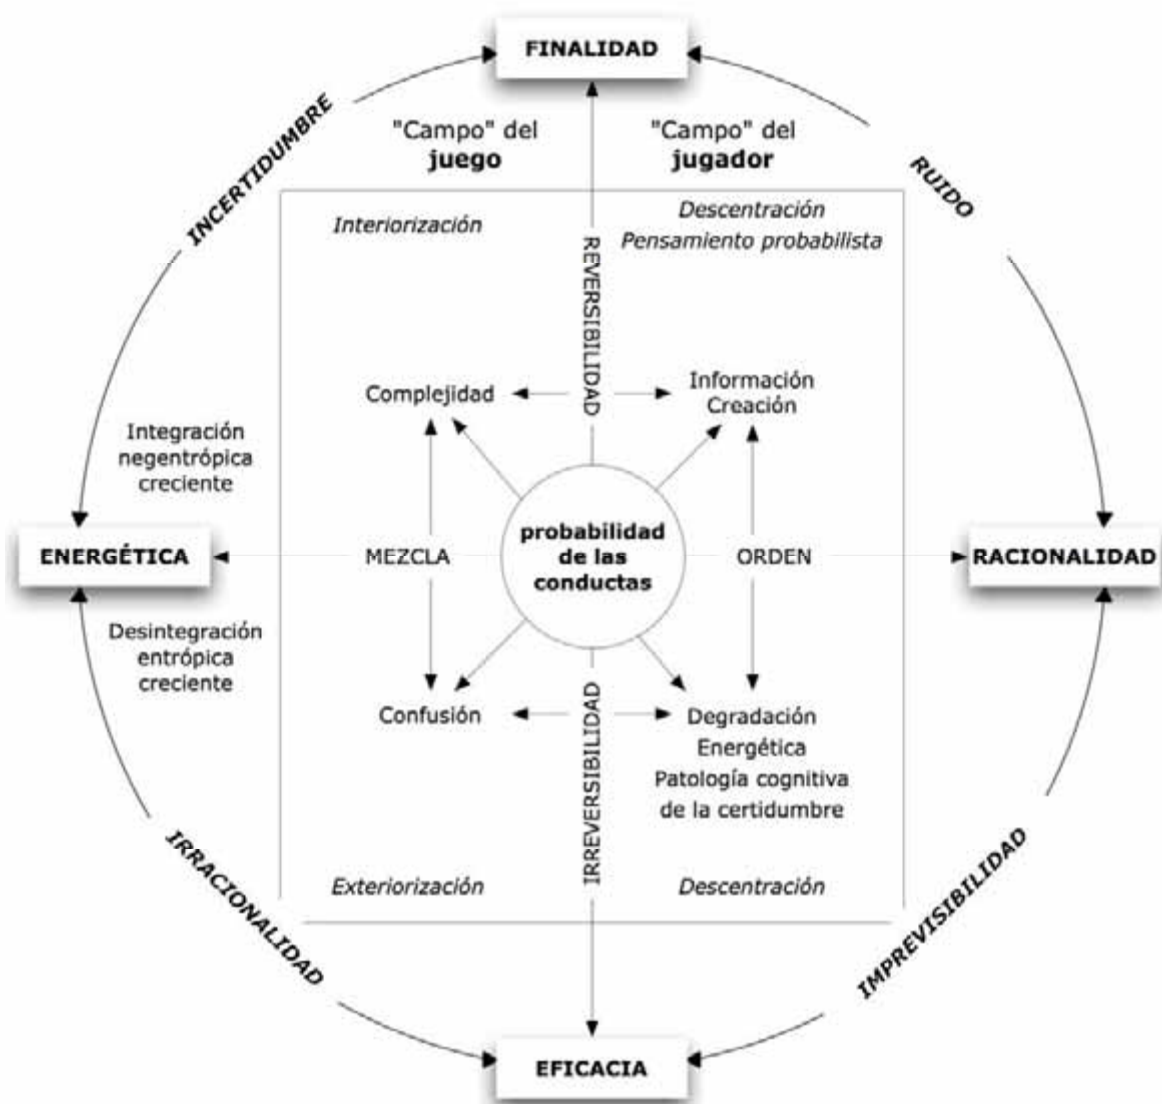 FINALIDAD
"Campo" del
juego
"Campo" del
jugador
INCERTIDUMBRE
RUIDO
Interiorización
Descentración
Pensamiento probabilista
REVERSIBILIDAD
Complejidad
Información
Creación
Integración
negentrópica
creciente
ENERGÉTICA
MEZCLA
probabilidad
de las
conductas
ORDEN
RACIONALIDAD
Desintegración
entrópica
creciente
Confusión
IRREVERSIBILIDAD
Degradación
Energética
Patología cognitiva
de la certidumbre
IRRACIONALIDAD
Exteriorización
Descentración
IMPREVISIBILIDAD
EFICACIA